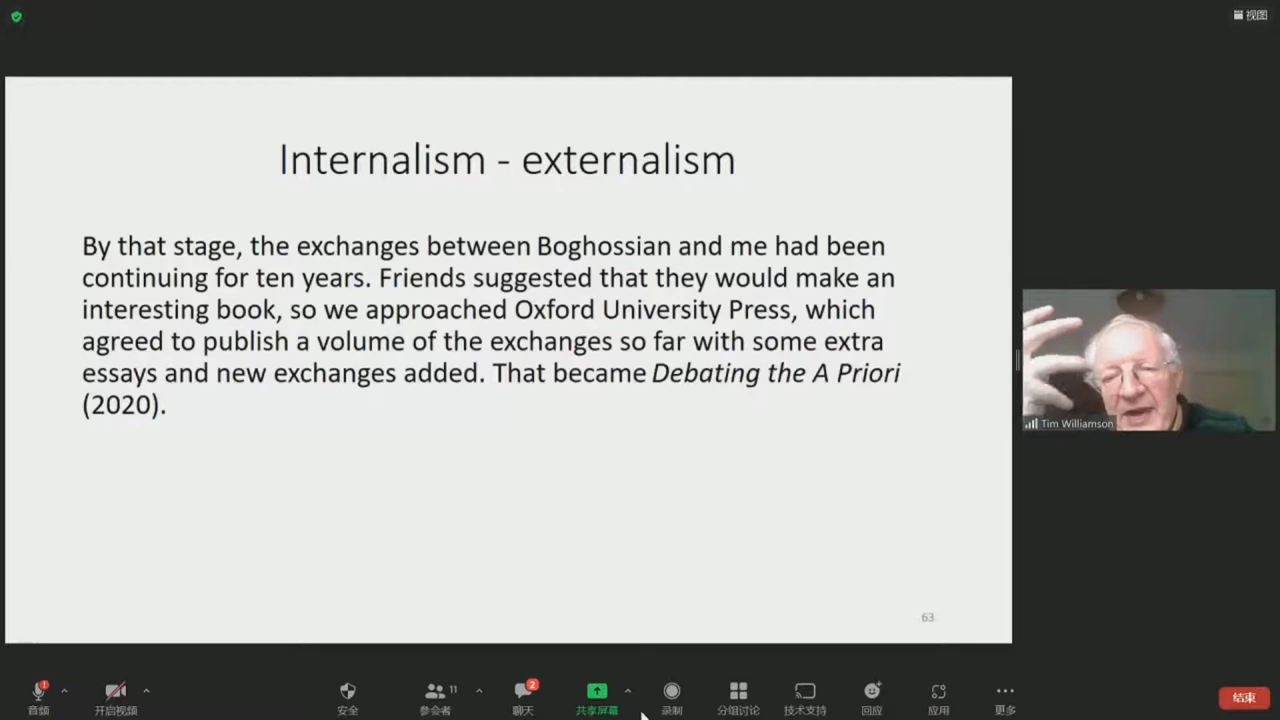 视图
Internalism - externalism
By that stage, the exchanges between Boghossian and me had been
continuing for ten years. Friends suggested that they would make an
interesting book, so we approached Oxford University Press, which
agreed to publish a volume of the exchanges so far with some extra
essays and new exchanges added. That became Debating the A Priori
(2020).
63
Tim Williamson
11
2
音频
开启视频
安全
参会者
聊天
共享屏幕
录制
分组讨论
技术支持
回应
应用
更多
结束